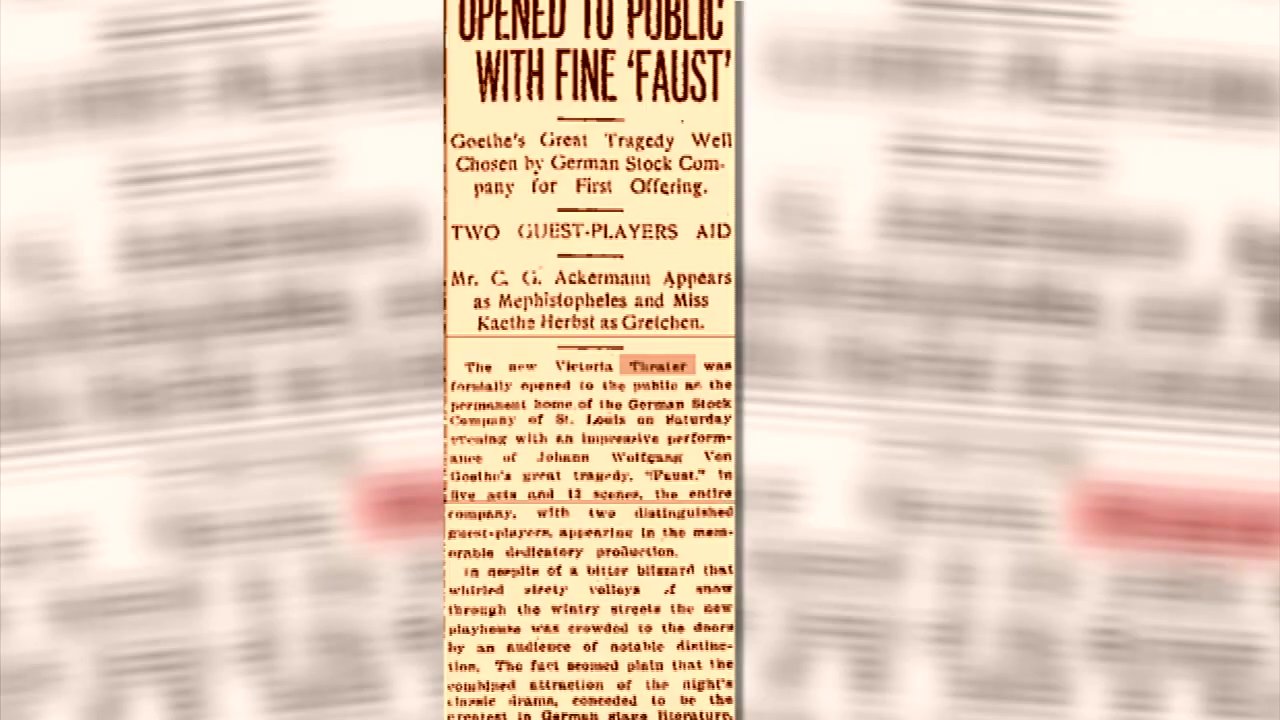 OPENED TO PUBLIC
WITH FINE ‘FAUST’
Goethe's Great Tragedy Well
Chosen by German Stock Com-
pany for First Offering.
TWO GUEST-PLAYERS AID
Mr. C. G. Ackermann Appears
as Mephistopheles and Miss
Kaethe Herbst as Gretchen.
The new Victoria Theater was
formally opened to the public as the
permanent home of the German Stock
Company of St. Louis on Saturday
evening with an impressive perform-
ance of Johann Wolfgang Von
Goethe's great tragedy, "Faust." In
five acts and 12 scenes, the entire
company, with two distinguished
guest-players, appearing in the mem-
orable dedicatory production.
In despite of a bitter blizzard that
whirled sleety volleys of snow
through the wintry streets the new
playhouse was crowded to the doors
by an audience of notable distinc-
tion. The fact seemed plain that the
combined attraction of the night's
classic drama, conceded to be the
greatest in German stage literature,